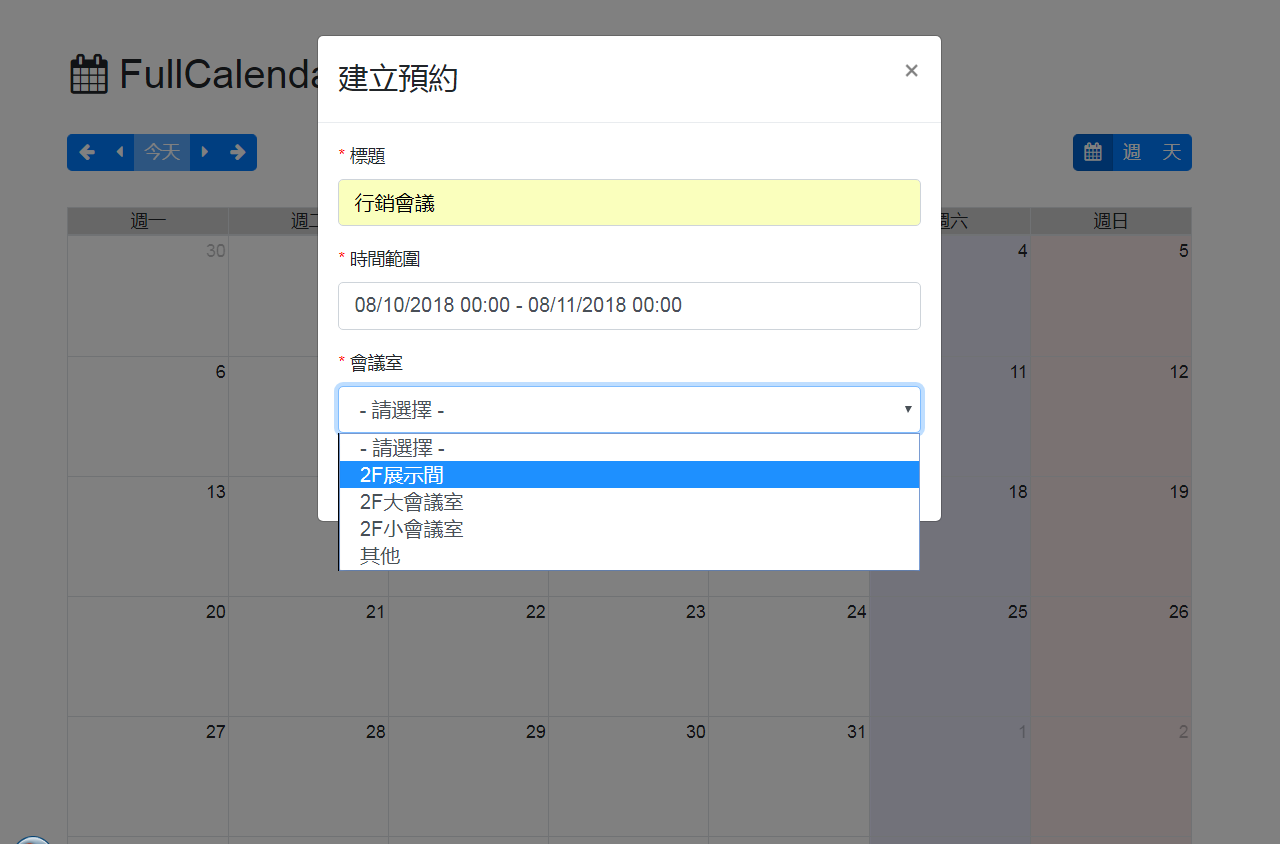 FullCalenda
建立預約
×
今天
週 天
* 標題
行銷會議
* 時間範圍
08/10/2018 00:00 - 08/11/2018 00:00
* 會議室
- 請選擇 -
- 請選擇 -
2F展示間
2F大會議室
2F小會議室
其他
週一 週二 週六 週日
30 4 5
6 11 12
13 18 19
20 21 22 23 24 25 26
27 28 29 30 31 1 2